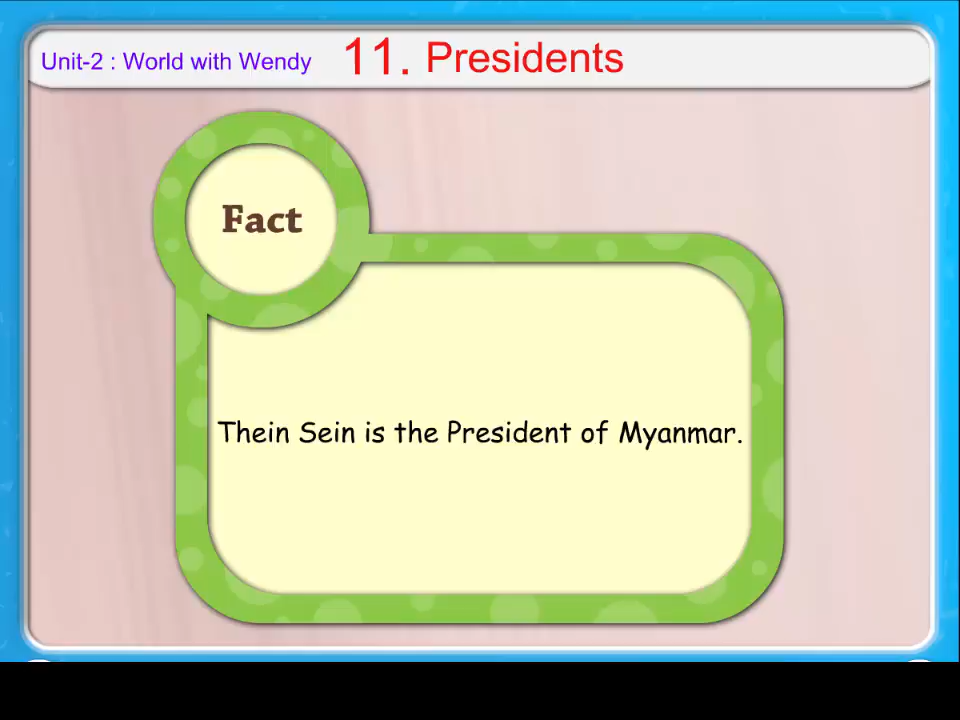 Unit-2 : World with Wendy 11. Presidents
Fact
Thein Sein is the President of Myanmar.